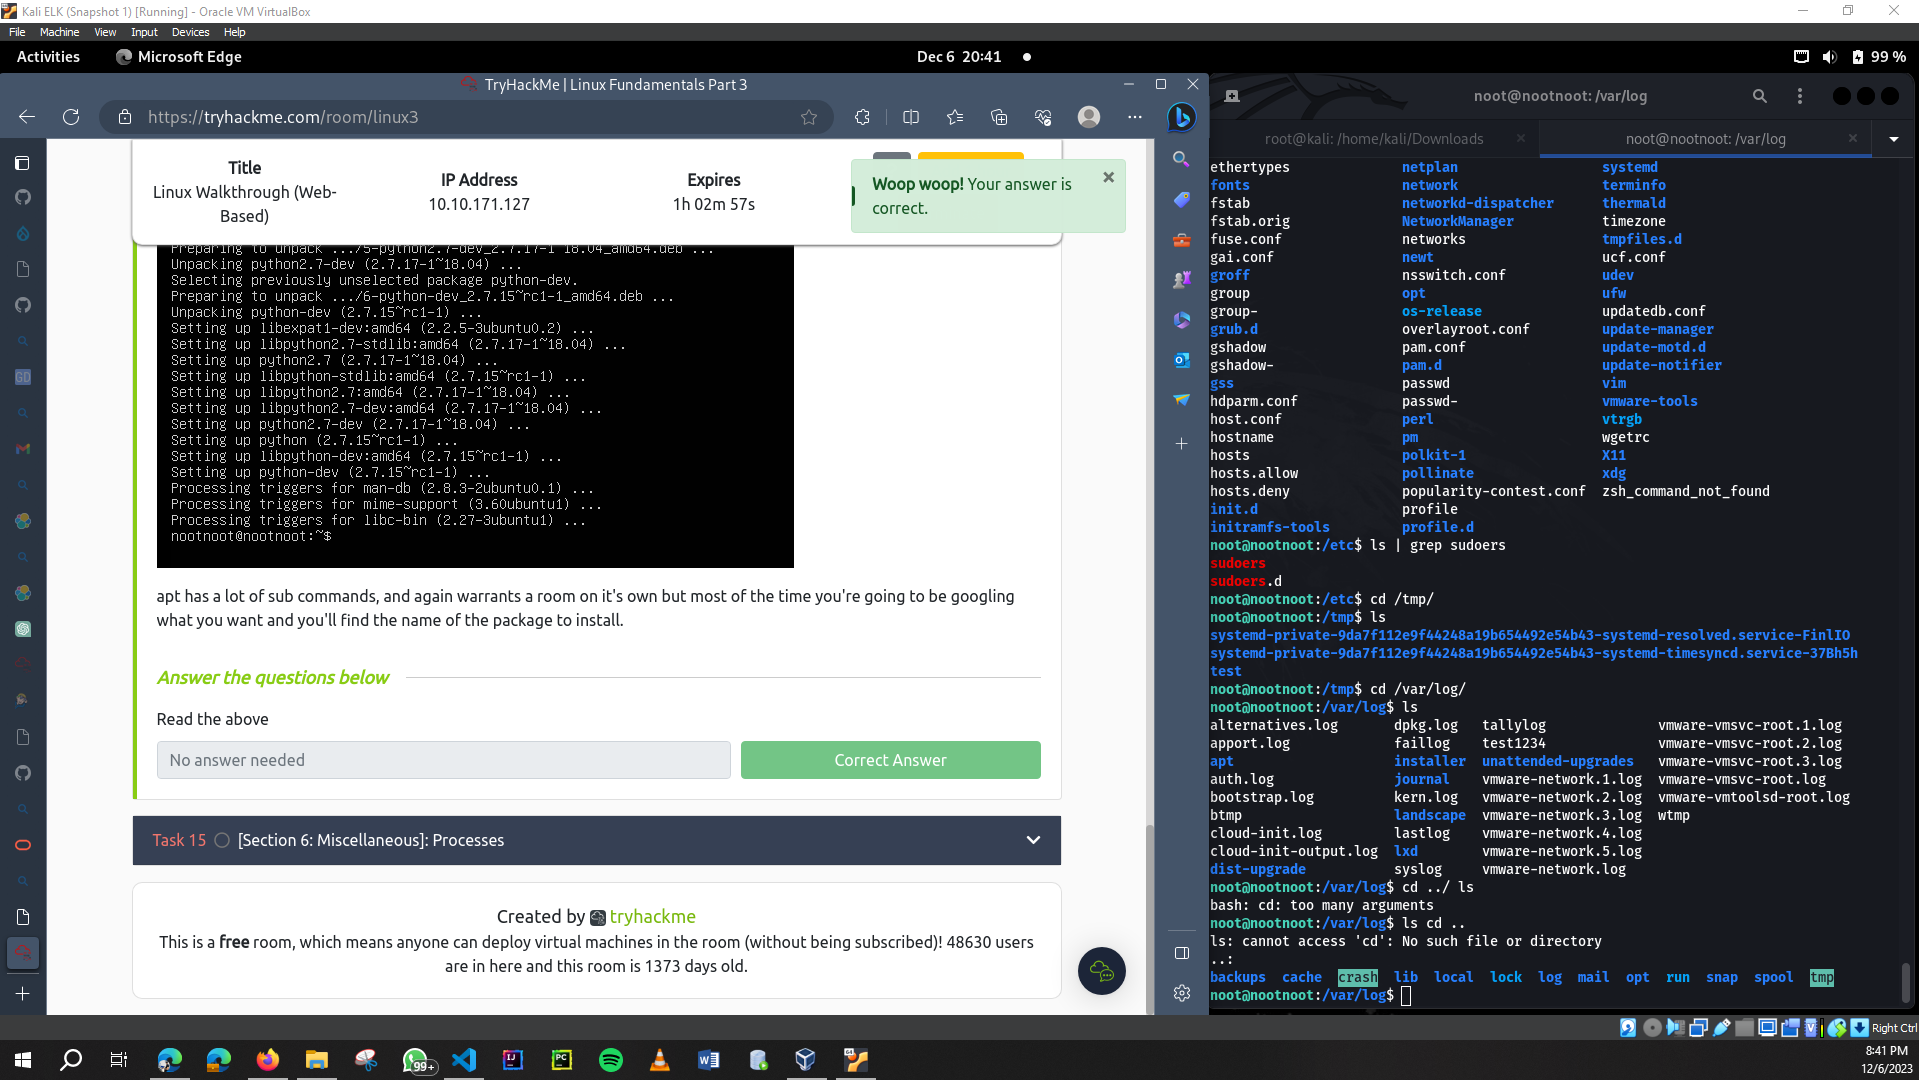 Kali ELK (Snapshot 1) [Running] - Oracle VM VirtualBox
File Machine View Input Devices Help
Activities Microsoft Edge Dec 6 20:41 99 %
TryHackMe | Linux Fundamentals Part 3
https://tryhackme.com/room/linux3
Title IP Address Expires
Linux Walkthrough (Web-Based) 10.10.171.127 1h 02m 57s
Woop woop! Your answer is
correct.
Preparing to unpack .../5-python2.7-dev_2.7.17-1~18.04_amd64.deb ...
Unpacking python2.7-dev (2.7.17-1~18.04) ...
Selecting previously unselected package python-dev.
Preparing to unpack .../6-python-dev_2.7.15~rc1-1_amd64.deb ...
Unpacking python-dev (2.7.15~rc1-1) ...
Setting up libexpat1-dev:amd64 (2.2.5-3ubuntu0.2) ...
Setting up libpython2.7-stdlib:amd64 (2.7.17-1~18.04) ...
Setting up python2.7 (2.7.17-1~18.04) ...
Setting up libpython-stdlib:amd64 (2.7.15~rc1-1) ...
Setting up libpython2.7:amd64 (2.7.17-1~18.04) ...
Setting up libpython2.7-dev:amd64 (2.7.17-1~18.04) ...
Setting up python2.7-dev (2.7.17-1~18.04) ...
Setting up python (2.7.15~rc1-1) ...
Setting up libpython-dev:amd64 (2.7.15~rc1-1) ...
Setting up python-dev (2.7.15~rc1-1) ...
Processing triggers for man-db (2.8.3-2ubuntu0.1) ...
Processing triggers for mime-support (3.60ubuntu1) ...
Processing triggers for libc-bin (2.27-3ubuntu1) ...
nootnoot@nootnoot:~$
apt has a lot of sub commands, and again warrants a room on it's own but most of the time you're going to be googling
what you want and you'll find the name of the package to install.
Answer the questions below
Read the above
No answer needed Correct Answer
Task 15 [Section 6: Miscellaneous]: Processes
Created by tryhackme
This is a free room, which means anyone can deploy virtual machines in the room (without being subscribed)! 48630 users
are in here and this room is 1373 days old.
noot@nootnoot: /var/log
root@kali: /home/kali/Downloads noot@nootnoot: /var/log
ethertypes netplan systemd
fonts network terminfo
fstab networkd-dispatcher thermald
fstab.orig NetworkManager timezone
fuse.conf networks tmpfiles.d
gai.conf newt ucf.conf
groff nsswitch.conf udev
group opt ufw
group- os-release updatedb.conf
grub.d overlayroot.conf update-manager
gshadow pam.conf update-motd.d
gshadow- pam.d update-notifier
gss passwd vim
hdparm.conf passwd- vmware-tools
host.conf perl vtrgb
hostname pm wgetrc
hosts polkit-1 X11
hosts.allow pollinate xdg
hosts.deny popularity-contest.conf zsh_command_not_found
init.d profile
initramfs-tools profile.d
noot@nootnoot:/etc$ ls | grep sudoers
sudoers
sudoers.d
noot@nootnoot:/etc$ cd /tmp/
noot@nootnoot:/tmp$ ls
systemd-private-9da7f112e9f44248a19b654492e54b43-systemd-resolved.service-FinlIO
systemd-private-9da7f112e9f44248a19b654492e54b43-systemd-timesyncd.service-37Bh5h
test
noot@nootnoot:/tmp$ cd /var/log/
noot@nootnoot:/var/log$ ls
alternatives.log dpkg.log tallylog vmware-vmsvc-root.1.log
apport.log faillog test1234 vmware-vmsvc-root.2.log
apt installer unattended-upgrades vmware-vmsvc-root.3.log
auth.log journal vmware-network.1.log vmware-vmsvc-root.log
bootstrap.log kern.log vmware-network.2.log vmware-vmtoolsd-root.log
btmp landscape vmware-network.3.log wtmp
cloud-init.log lastlog vmware-network.4.log
cloud-init-output.log lxd vmware-network.5.log
dist-upgrade syslog vmware-network.log
noot@nootnoot:/var/log$ cd ../ ls
bash: cd: too many arguments
noot@nootnoot:/var/log$ ls cd ..
ls: cannot access 'cd': No such file or directory
..:
backups cache crash lib local lock log mail opt run snap spool tmp
noot@nootnoot:/var/log$
Right Ctrl
99+
8:41 PM
12/6/2023